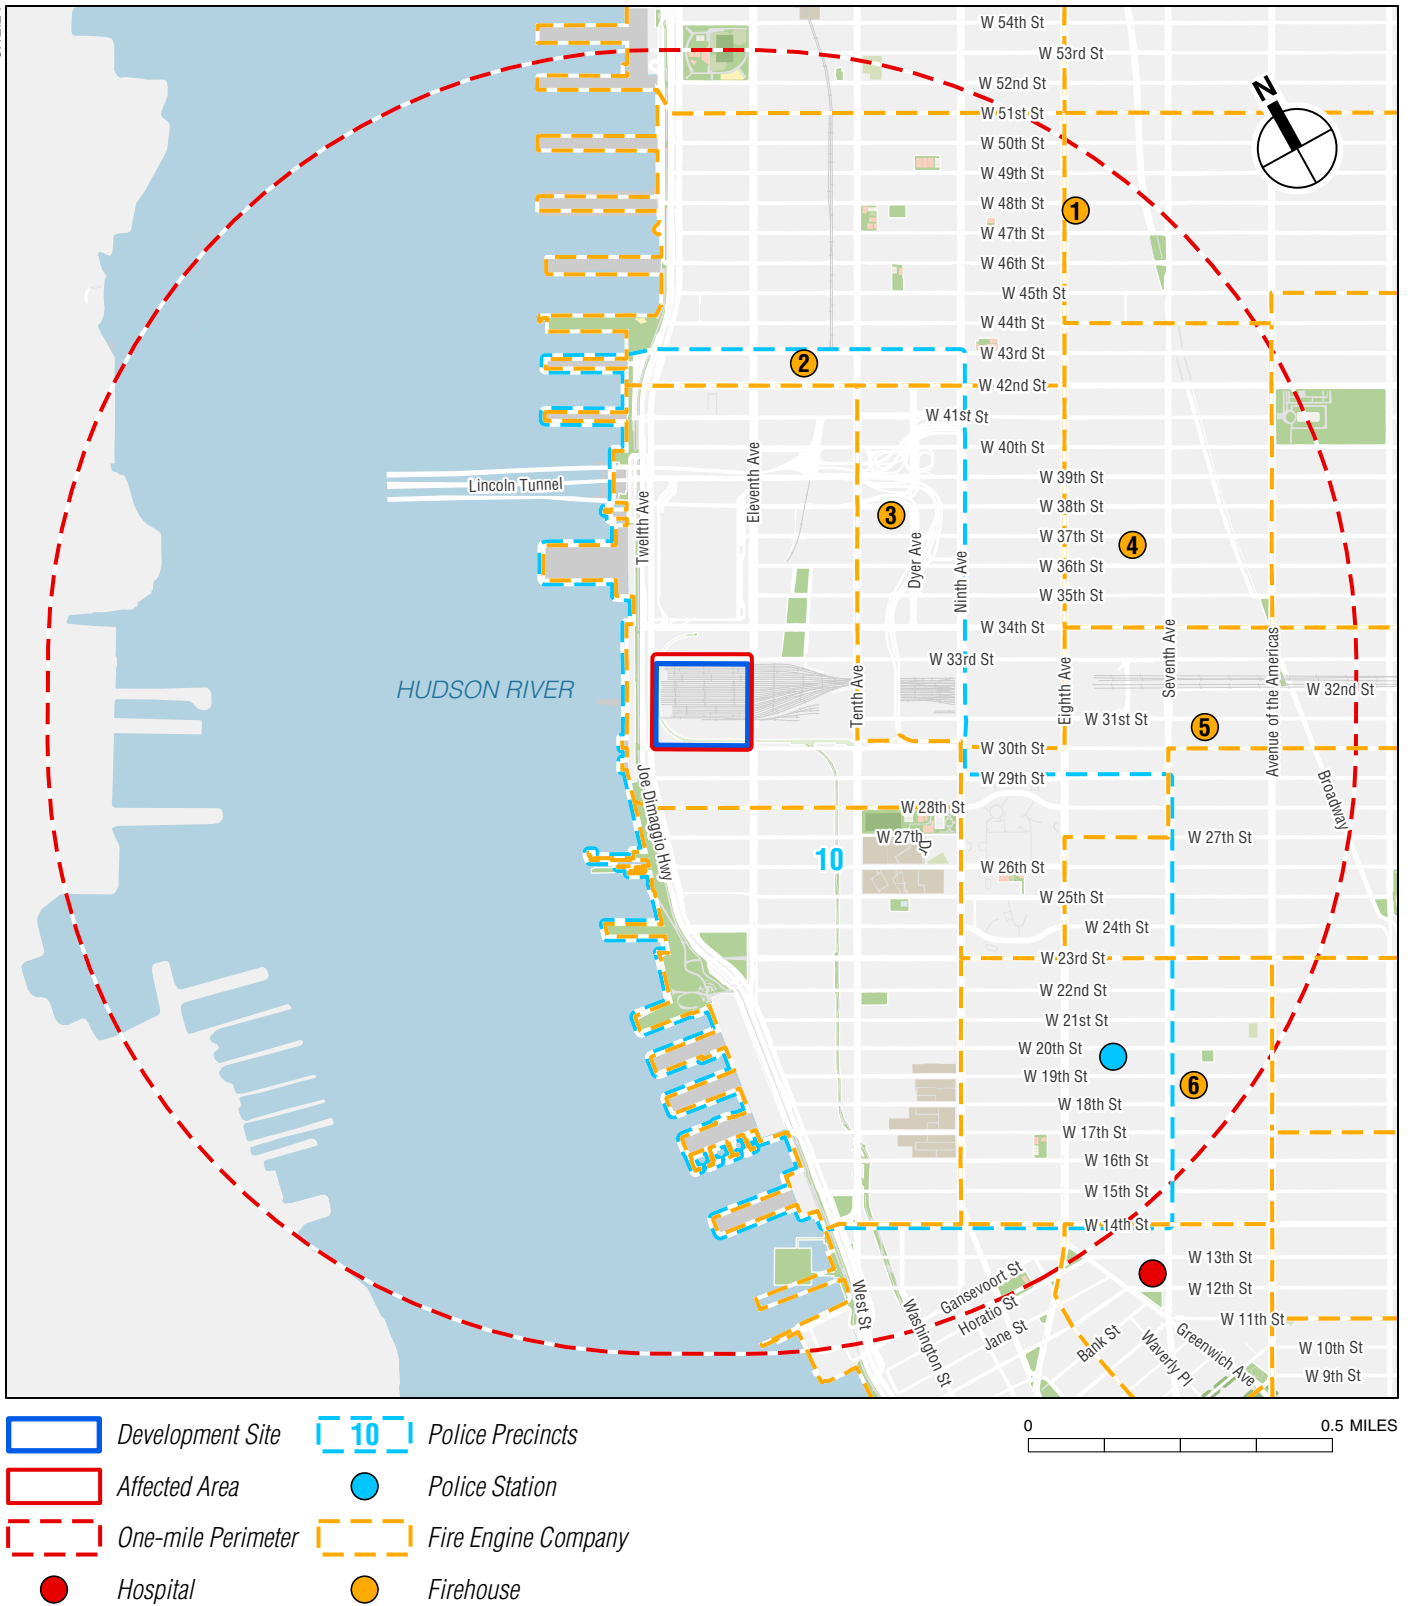 W 54th St
W 53rd St
W 52nd St
W 51st St
N
W 50th St
W 49th St
W 48th St
1
W 47th St
W 46th St
W 45th St
W 44th St
W 43rd St
2
W 42nd St
W 41st St
W 40th St
Eleventh Ave
W 39th St
Lincoln Tunnel
Twelfth Ave
W 38th St
3
W 37th St
4
Dyer Ave
Ninth Ave
W 36th St
W 35th St
W 34th St
Seventh Ave
Avenue of the Americas
W 33rd St
Eighth Ave
Tenth Ave
HUDSON RIVER
W 32nd St
W 31st St
5
W 30th St
W 29th St
Joe Dimaggio Hwy
Broadway
W 28th St
W 27th Dr
W 27th St
10
W 26th St
W 25th St
W 24th St
W 23rd St
W 22nd St
W 21st St
W 20th St
W 19th St
6
W 18th St
W 17th St
W 16th St
W 15th St
W 14th St
W 13th St
Gansevoort St
W 12th St
West St
Horatio St
Washington St
Jane St
W 11th St
Bank St
Waverly Pl
Greenwich Ave
W 10th St
W 9th St
Development Site
10 Police Precincts
0 0.5 MILES
Affected Area
Police Station
One-mile Perimeter
Fire Engine Company
Hospital
Firehouse